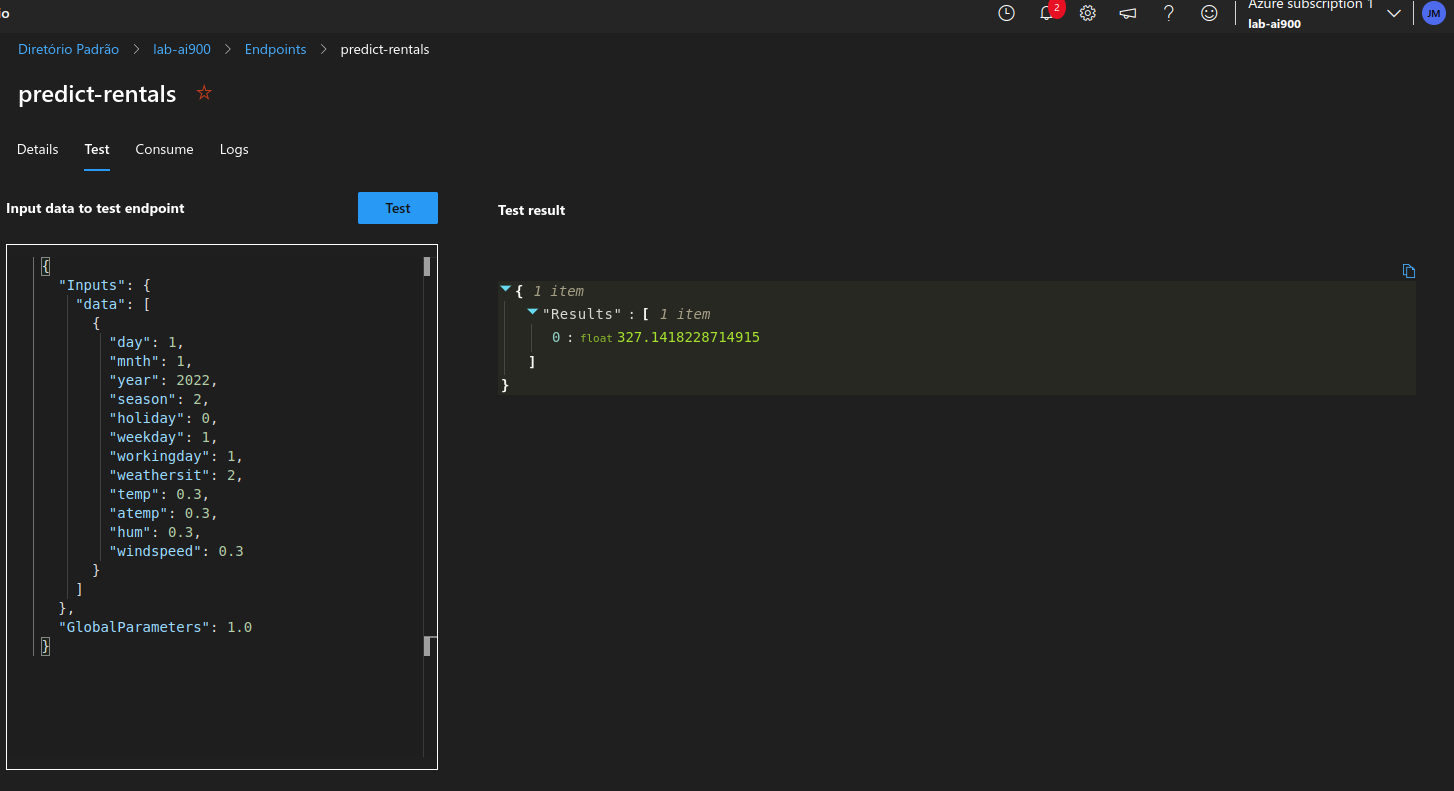 io
2
Azure subscription 1
lab-ai900
JM
Diretório Padrão > lab-ai900 > Endpoints > predict-rentals
predict-rentals
Details Test Consume Logs
Input data to test endpoint
Test
Test result
{
"Inputs": {
"data": [
{
"day": 1,
"mnth": 1,
"year": 2022,
"season": 2,
"holiday": 0,
"weekday": 1,
"workingday": 1,
"weathersit": 2,
"temp": 0.3,
"atemp": 0.3,
"hum": 0.3,
"windspeed": 0.3
}
]
},
"GlobalParameters": 1.0
}
{ 1 item
"Results" : [ 1 item
0 : float 327.1418228714915
]
}